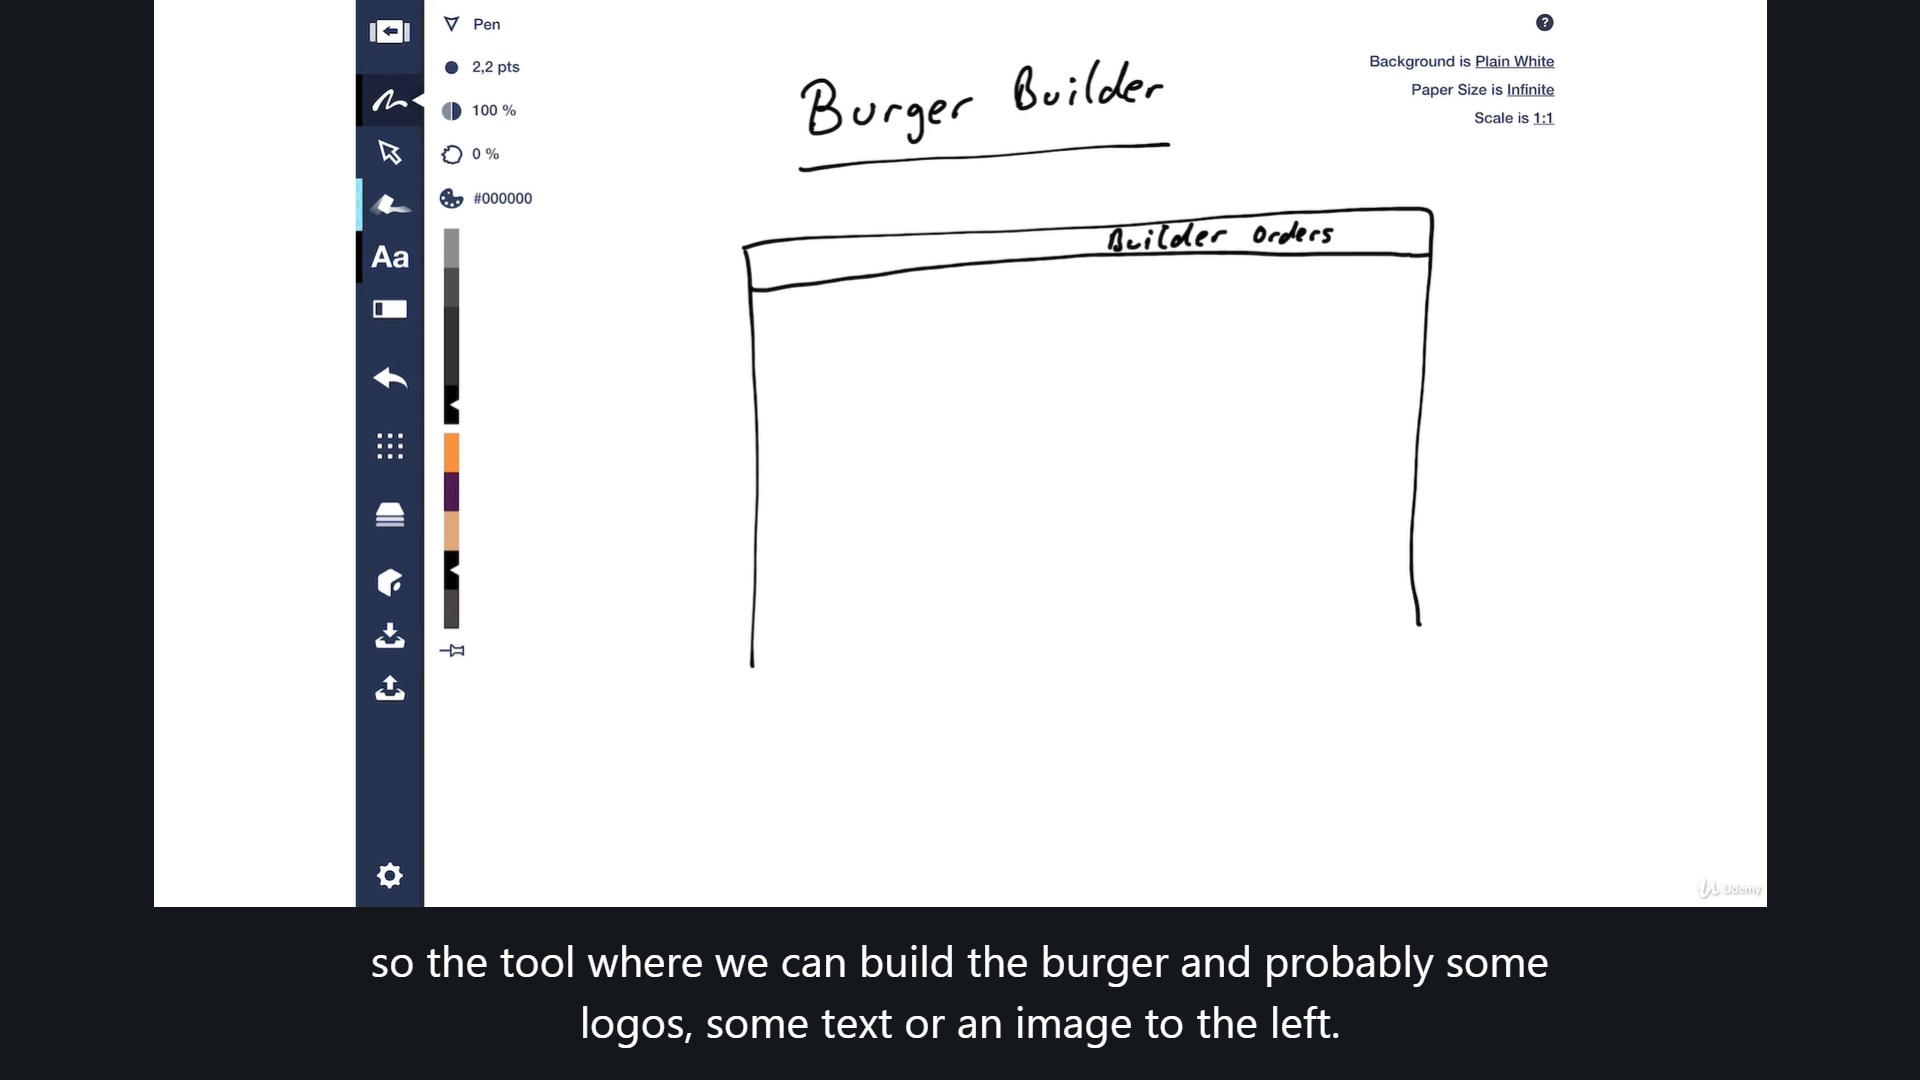 Pen
2,2 pts
100 %
0 %
#000000
Aa
?
Background is Plain White
Paper Size is Infinite
Scale is 1:1
Burger Builder
Builder Orders
Udemy
so the tool where we can build the burger and probably some
logos, some text or an image to the left.